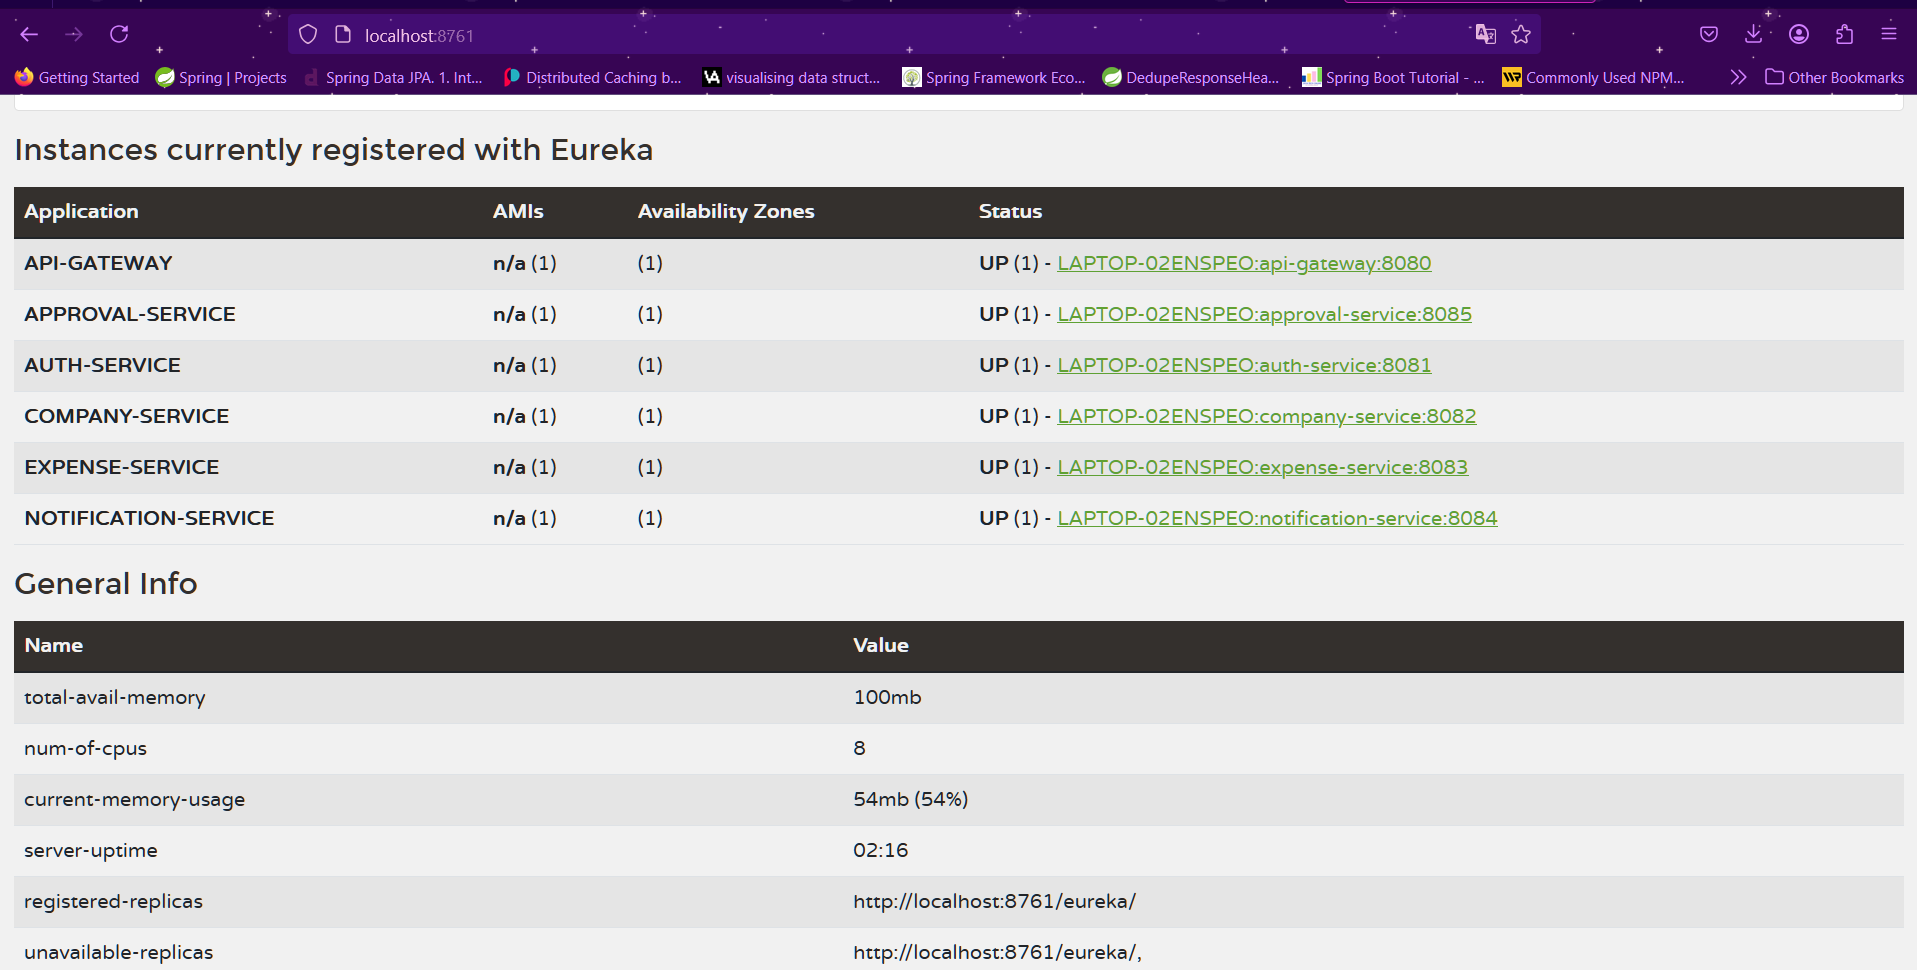 localhost:8761
Getting Started Spring | Projects Spring Data JPA. 1. Int... Distributed Caching b... visualising data struct... Spring Framework Eco... DedupeResponseHea... Spring Boot Tutorial - ... Commonly Used NPM... Other Bookmarks
Instances currently registered with Eureka
Application AMIs Availability Zones Status
API-GATEWAY n/a (1) (1) UP (1) - LAPTOP-02ENSPEO:api-gateway:8080
APPROVAL-SERVICE n/a (1) (1) UP (1) - LAPTOP-02ENSPEO:approval-service:8085
AUTH-SERVICE n/a (1) (1) UP (1) - LAPTOP-02ENSPEO:auth-service:8081
COMPANY-SERVICE n/a (1) (1) UP (1) - LAPTOP-02ENSPEO:company-service:8082
EXPENSE-SERVICE n/a (1) (1) UP (1) - LAPTOP-02ENSPEO:expense-service:8083
NOTIFICATION-SERVICE n/a (1) (1) UP (1) - LAPTOP-02ENSPEO:notification-service:8084
General Info
Name Value
total-avail-memory 100mb
num-of-cpus 8
current-memory-usage 54mb (54%)
server-uptime 02:16
registered-replicas http://localhost:8761/eureka/
unavailable-replicas http://localhost:8761/eureka/,